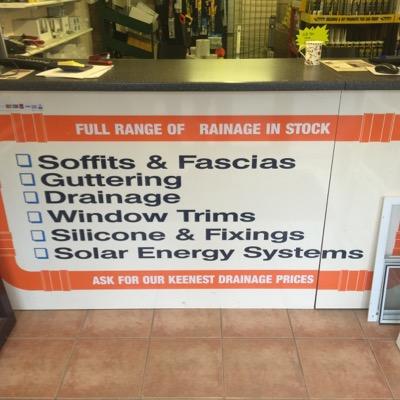 FULL RANGE OF RAINAGE IN STOCK
Soffits & Fascias
Guttering
Drainage
Window Trims
Silicone & Fixings
Solar Energy Systems
ASK FOR OUR KEENEST DRAINAGE PRICES